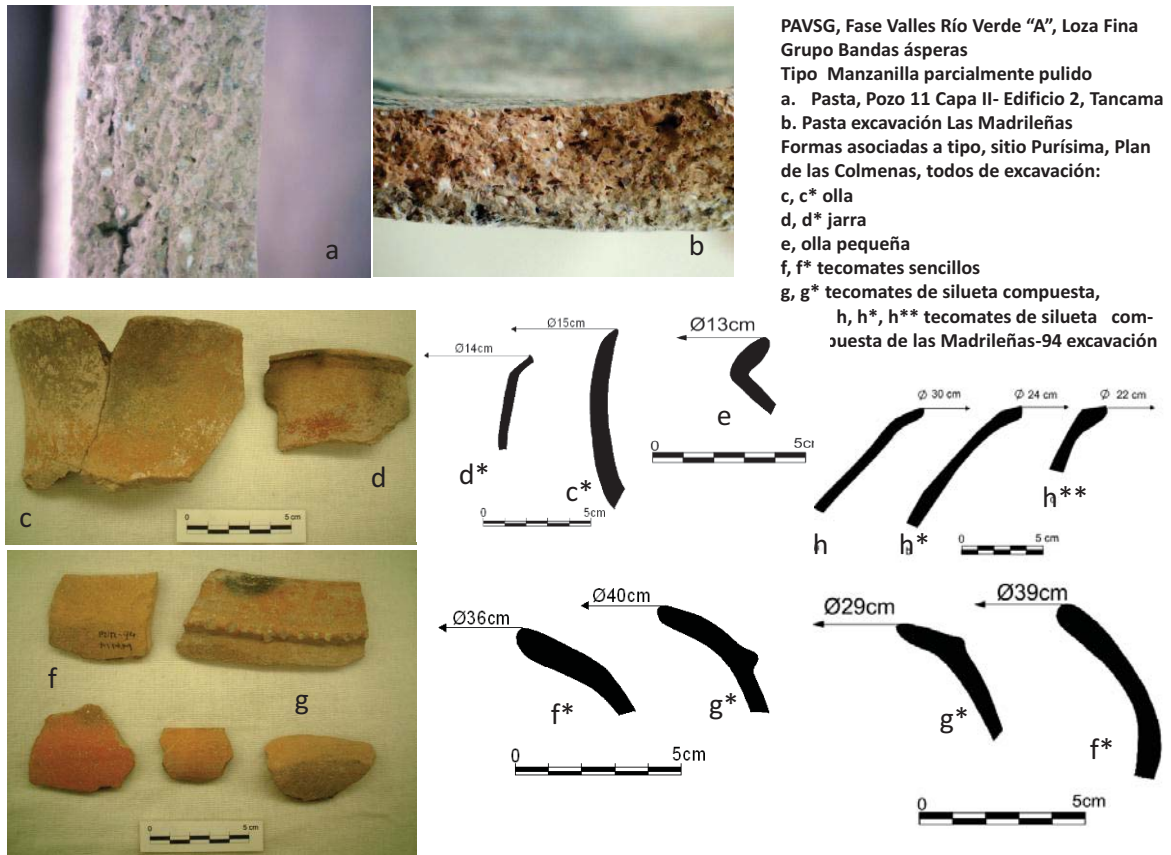 PAVSG, Fase Valles Río Verde “A”, Loza Fina
Grupo Bandas ásperas
Tipo Manzanilla parcialmente pulido
a. Pasta, Pozo 11 Capa II- Edificio 2, Tancama
b. Pasta excavación Las Madrileñas
Formas asociadas a tipo, sitio Purísima, Plan
de las Colmenas, todos de excavación:
c, c* olla
d, d* jarra
e, olla pequeña
f, f* tecomates sencillos
g, g* tecomates de silueta compuesta,
h, h*, h** tecomates de silueta com-
puesta de las Madrileñas-94 excavación
a
b
c
d
0 5 cm
Ø14cm
Ø15cm
d*
c*
0 5cm
Ø13cm
e
0 5cm
Ø 30 cm
Ø 24 cm
Ø 22 cm
h
h*
h**
0 5 cm
f
g
0 5 cm
Ø36cm
Ø40cm
f*
g*
0 5cm
Ø29cm
Ø39cm
g*
f*
0 5cm